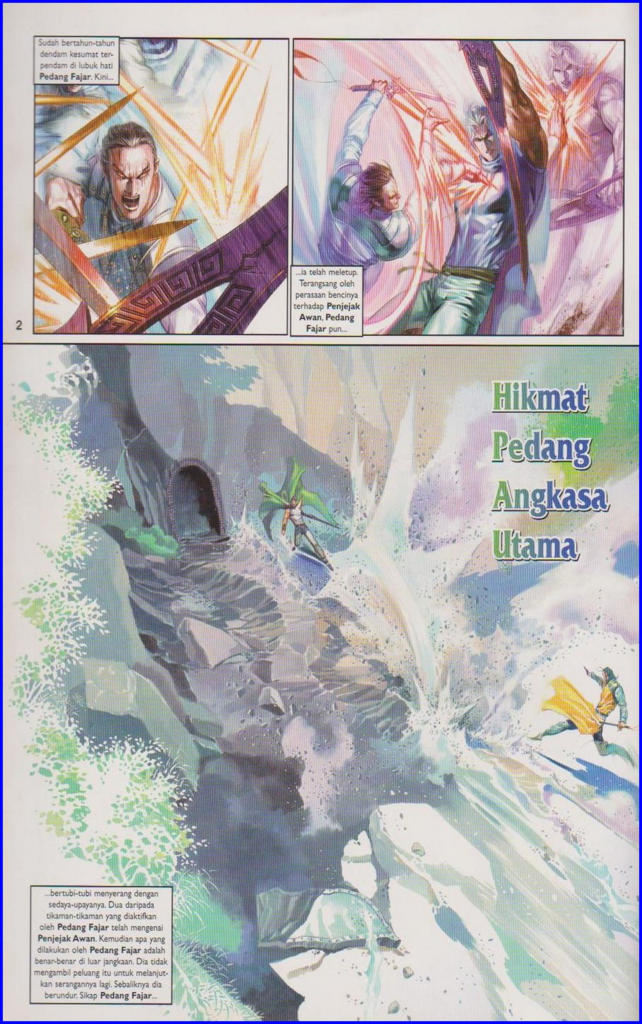 Sudah bertahun-tahun
dendam kesumat ter-
pendam di lubuk hati
Pedang Fajar. Kini...
...ia telah meletup.
Terangsang oleh
perasaan bencinya
terhadap Penjejak
Awan, Pedang
Fajar pun...
2
Hikmat
Pedang
Angkasa
Utama
...bertubi-tubi menyerang dengan
sedaya-upayanya. Dua daripada
tikaman-tikaman yang diaktifkan
oleh Pedang Fajar telah mengenai
Penjejak Awan. Kemudian apa yang
dilakukan oleh Pedang Fajar adalah
benar-benar di luar jangkaan. Dia tidak
mengambil peluang itu untuk melanjut-
kan serangannya lagi. Sebaliknya dia
berundur. Sikap Pedang Fajar...